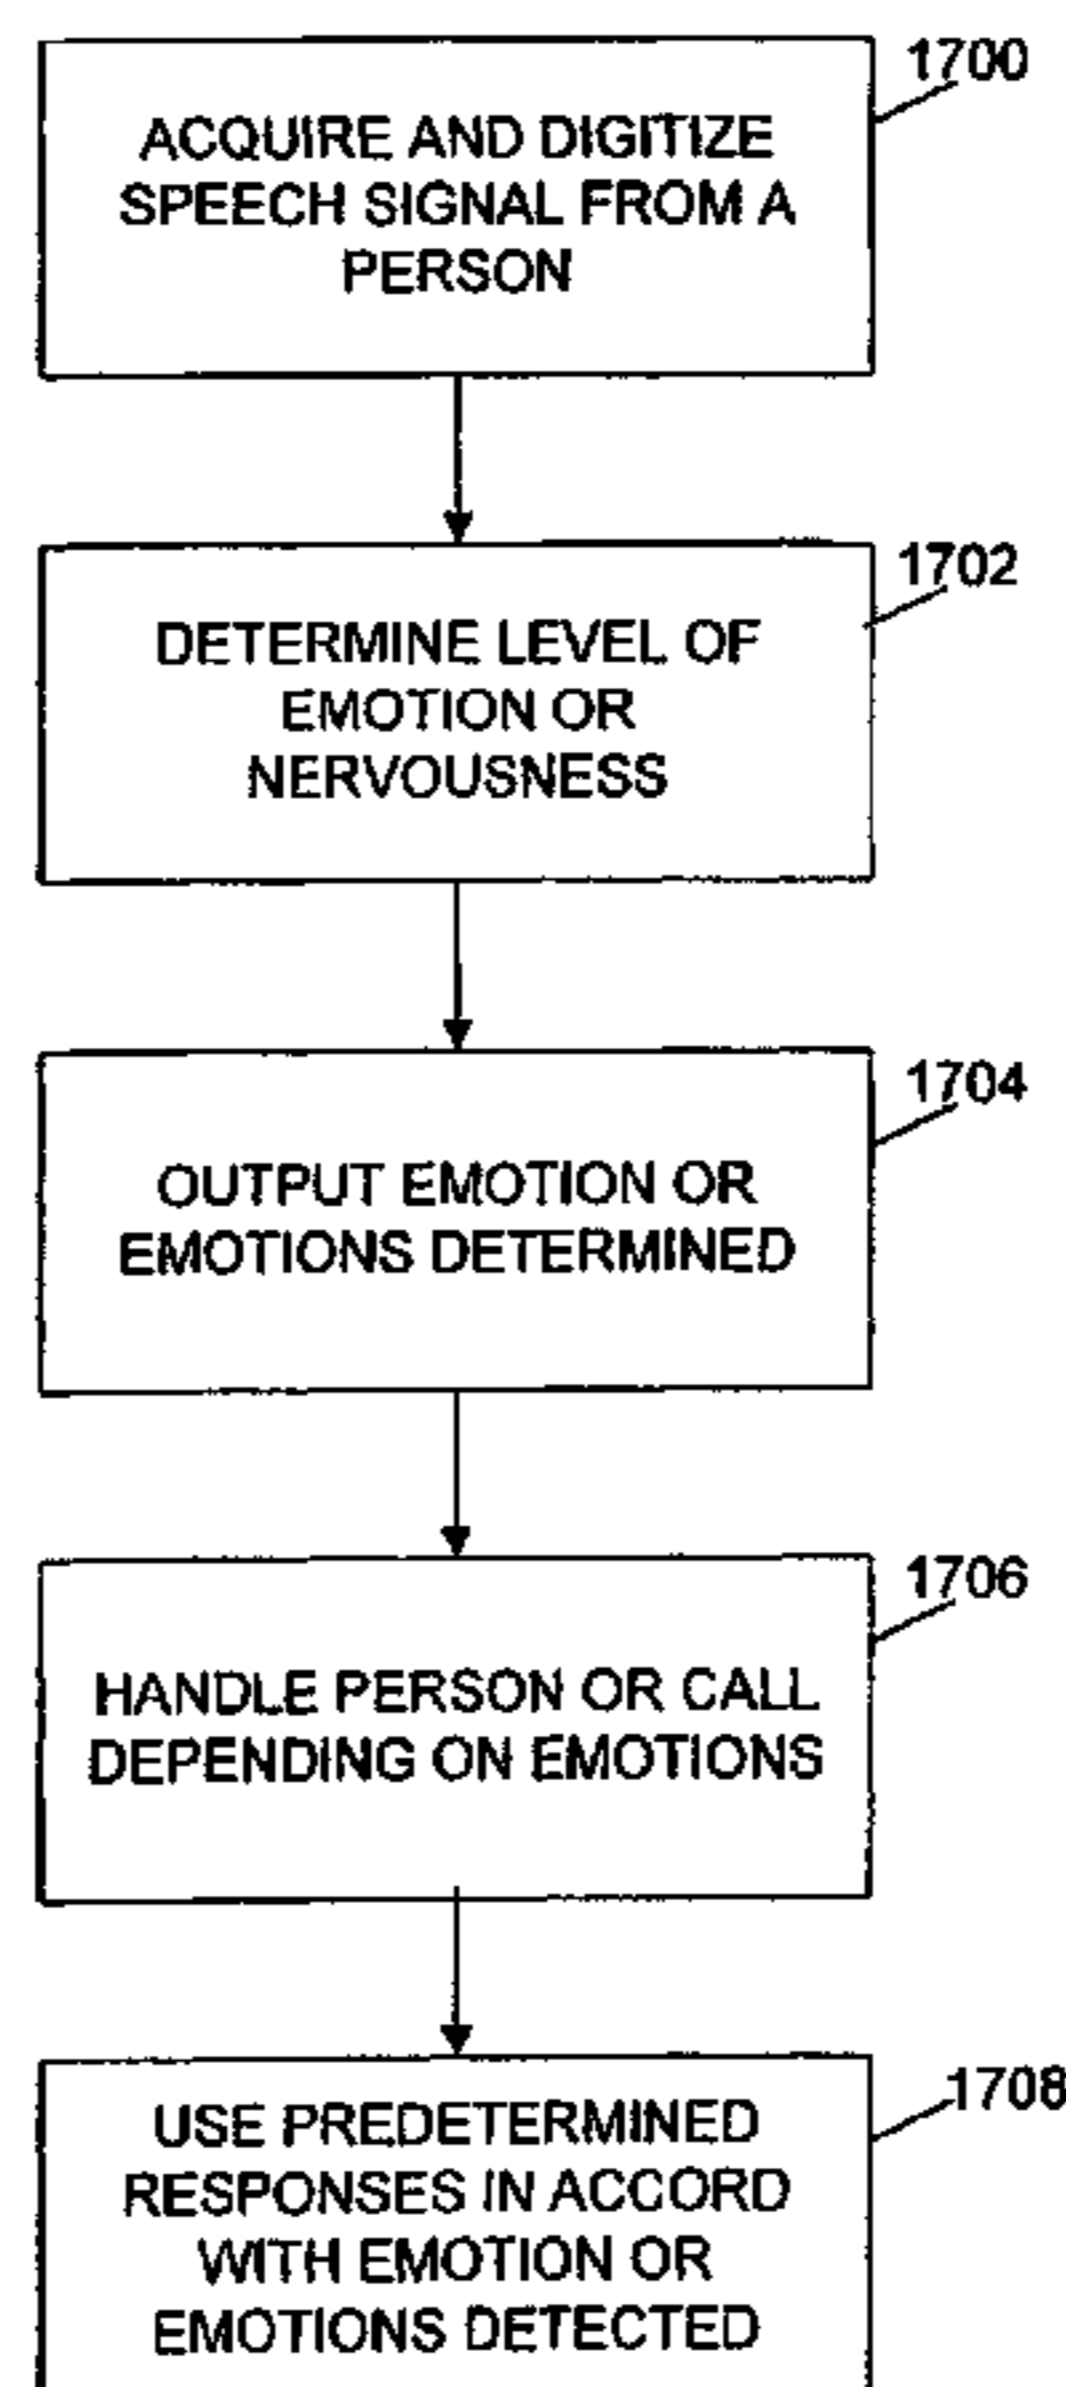 1700
ACQUIRE AND DIGITIZE
SPEECH SIGNAL FROM A
PERSON
1702
DETERMINE LEVEL OF
EMOTION OR
NERVOUSNESS
1704
OUTPUT EMOTION OR
EMOTIONS DETERMINED
1706
HANDLE PERSON OR CALL
DEPENDING ON EMOTIONS
1708
USE PREDETERMINED
RESPONSES IN ACCORD
WITH EMOTION OR
EMOTIONS DETECTED